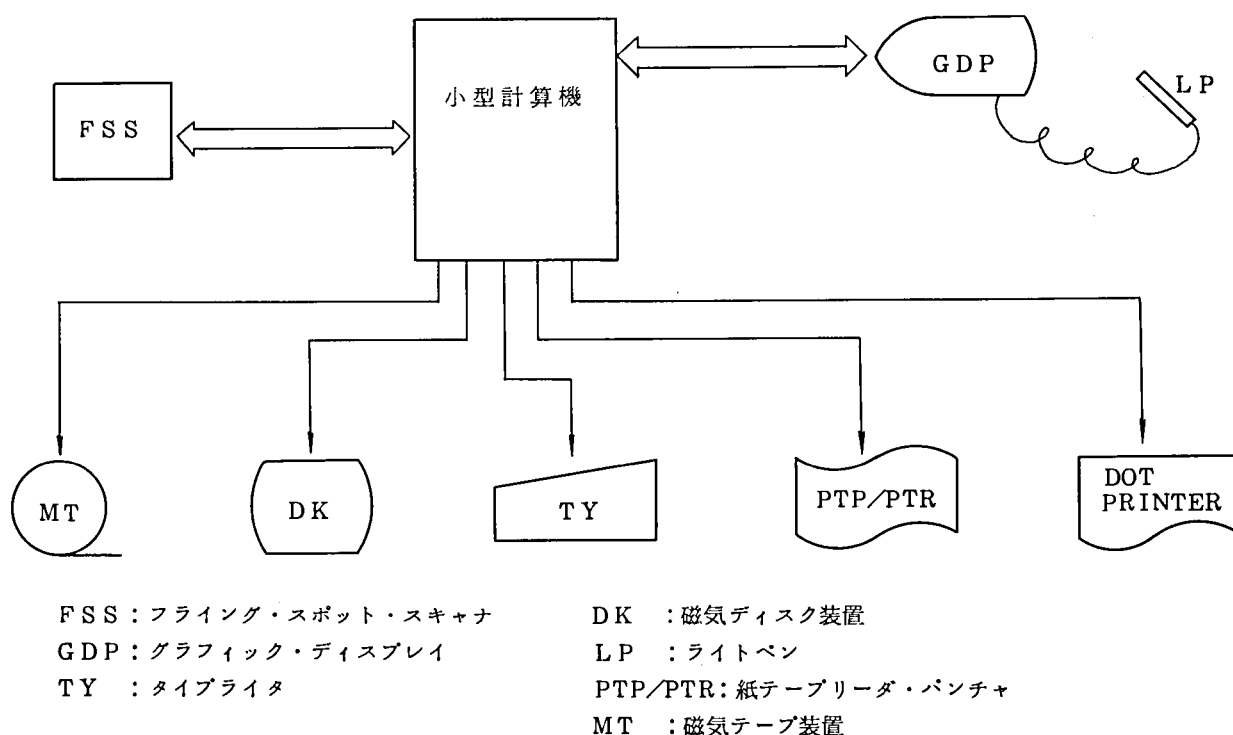 小型計算機
GDP
LP
FSS
MT
DK
TY
PTP/PTR
DOT
PRINTER
FSS：フライング・スポット・スキャナ
GDP：グラフィック・ディスプレイ
TY：タイプライタ
DK：磁気ディスク装置
LP：ライトペン
PTP/PTR：紙テープリーダ・パンチャ
MT：磁気テープ装置